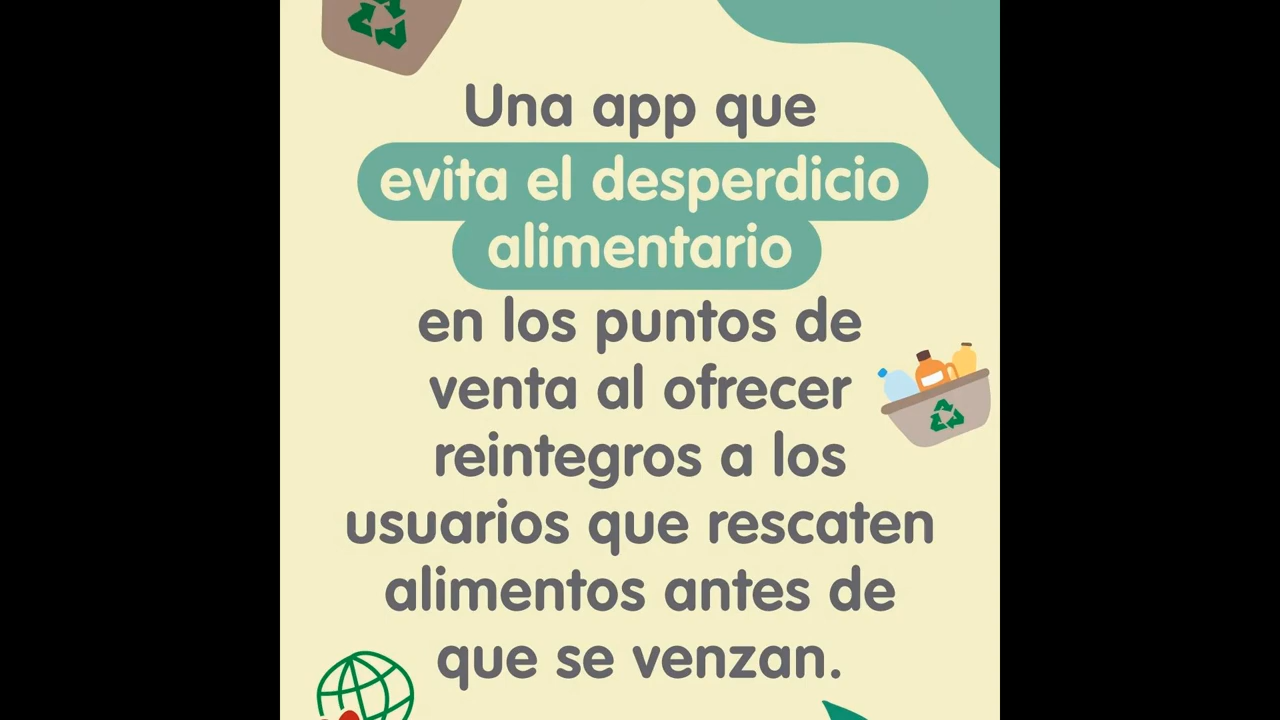 Una app que
evita el desperdicio
alimentario
en los puntos de
venta al ofrecer
reintegros a los
usuarios que rescaten
alimentos antes de
que se venzan.